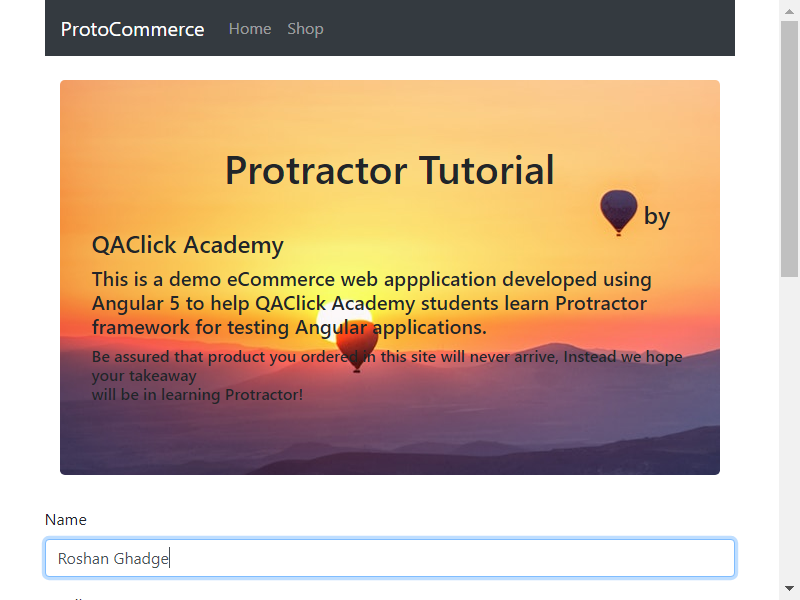 ProtoCommerce Home Shop
Protractor Tutorial
by
QAClick Academy
This is a demo eCommerce web appplication developed using
Angular 5 to help QAClick Academy students learn Protractor
framework for testing Angular applications.
Be assured that product you ordered in this site will never arrive, Instead we hope
your takeaway
will be in learning Protractor!
Name
Roshan Ghadge